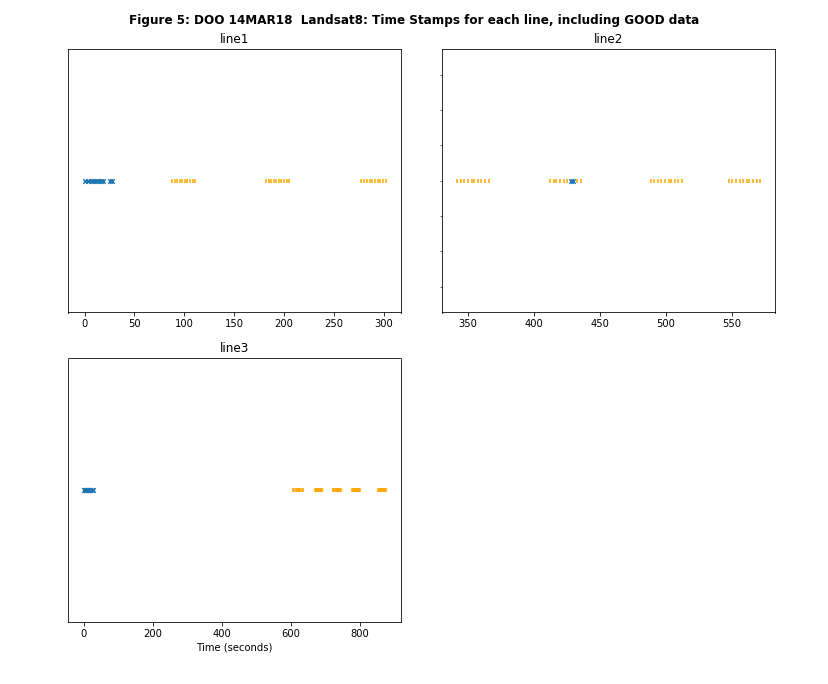 Figure 5: DOO 14MAR18  Landsat8: Time Stamps for each line, including GOOD data
line1
line2
0 50 100 150 200 250 300
350 400 450 500 550
line3
0 200 400 600 800
Time (seconds)